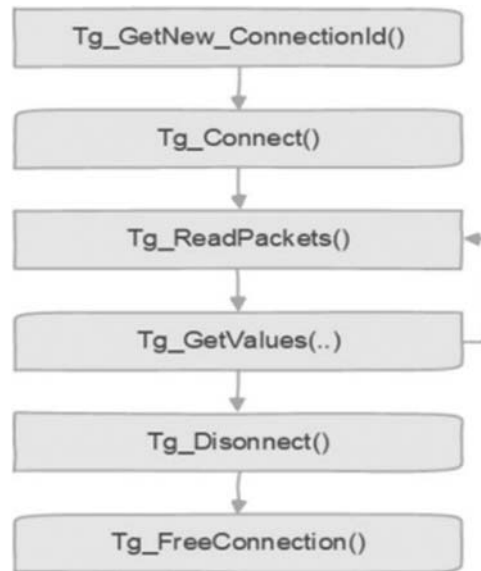 Tg_GetNew_ConnectionId()
Tg_Connect()
Tg_ReadPackets()
Tg_GetValues(..)
Tg_Disonnect()
Tg_FreeConnection()